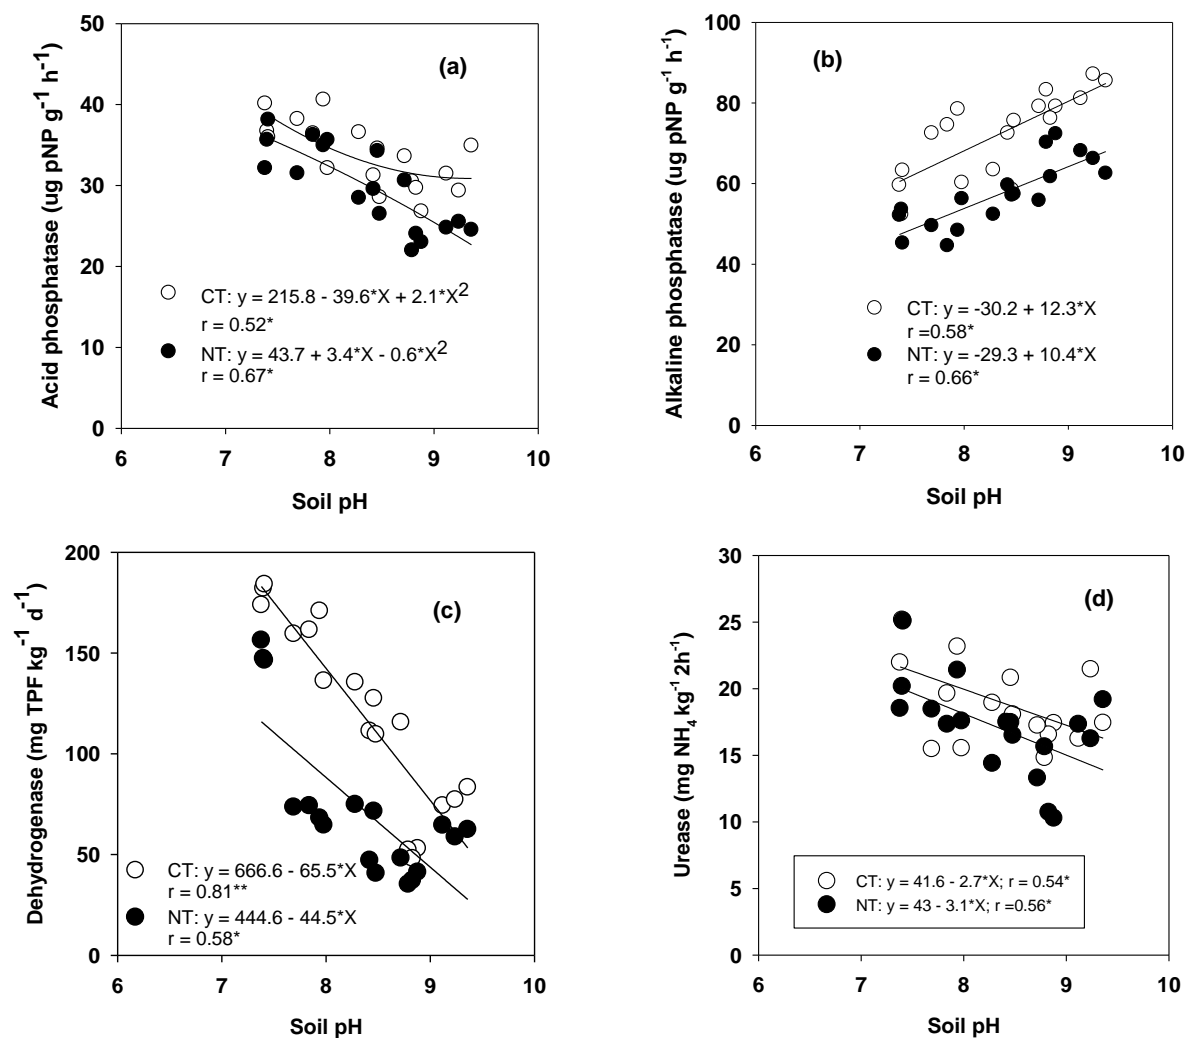 50
40
30
20
10
0
Acid phosphatase (ug pNP g⁻¹ h⁻¹)
(a)
CT: y = 215.8 - 39.6*X + 2.1*X²
r = 0.52*
NT: y = 43.7 + 3.4*X - 0.6*X²
r = 0.67*
6 7 8 9 10
Soil pH
100
80
60
40
20
0
Alkaline phosphatase (ug pNP g⁻¹ h⁻¹)
(b)
CT: y = -30.2 + 12.3*X
r =0.58*
NT: y = -29.3 + 10.4*X
r = 0.66*
6 7 8 9 10
Soil pH
200
150
100
50
0
Dehydrogenase (mg TPF kg⁻¹ d⁻¹)
(c)
CT: y = 666.6 - 65.5*X
r = 0.81**
NT: y = 444.6 - 44.5*X
r = 0.58*
6 7 8 9 10
Soil pH
30
25
20
15
10
5
0
Urease (mg NH₄ kg⁻¹ 2h⁻¹)
(d)
CT: y = 41.6 - 2.7*X; r = 0.54*
NT: y = 43 - 3.1*X; r =0.56*
6 7 8 9 10
Soil pH